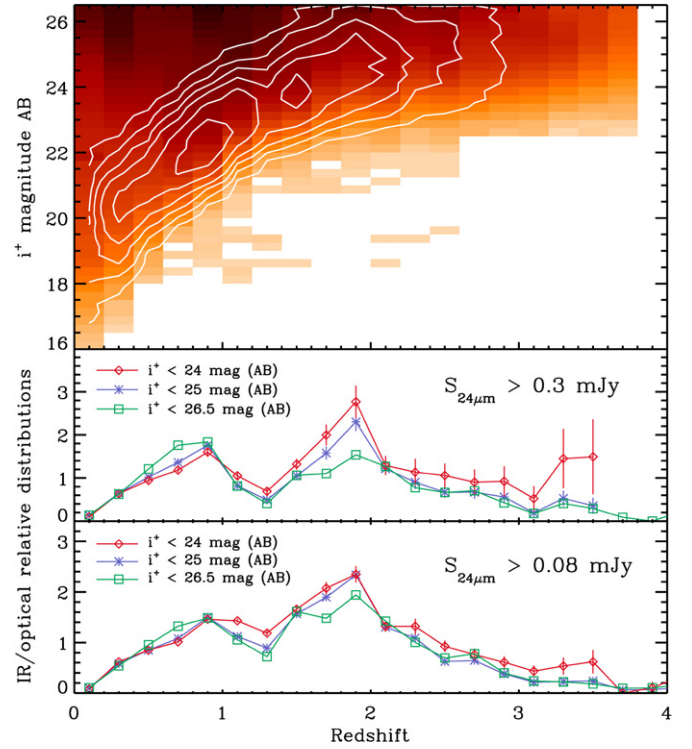 26
24
22
20
18
16
i+ magnitude AB
i+ < 24 mag (AB)
i+ < 25 mag (AB)
i+ < 26.5 mag (AB)
S24μm > 0.3 mJy
3
2
1
0
i+ < 24 mag (AB)
i+ < 25 mag (AB)
i+ < 26.5 mag (AB)
S24μm > 0.08 mJy
3
2
1
0
IR/optical relative distributions
0 1 2 3 4
Redshift